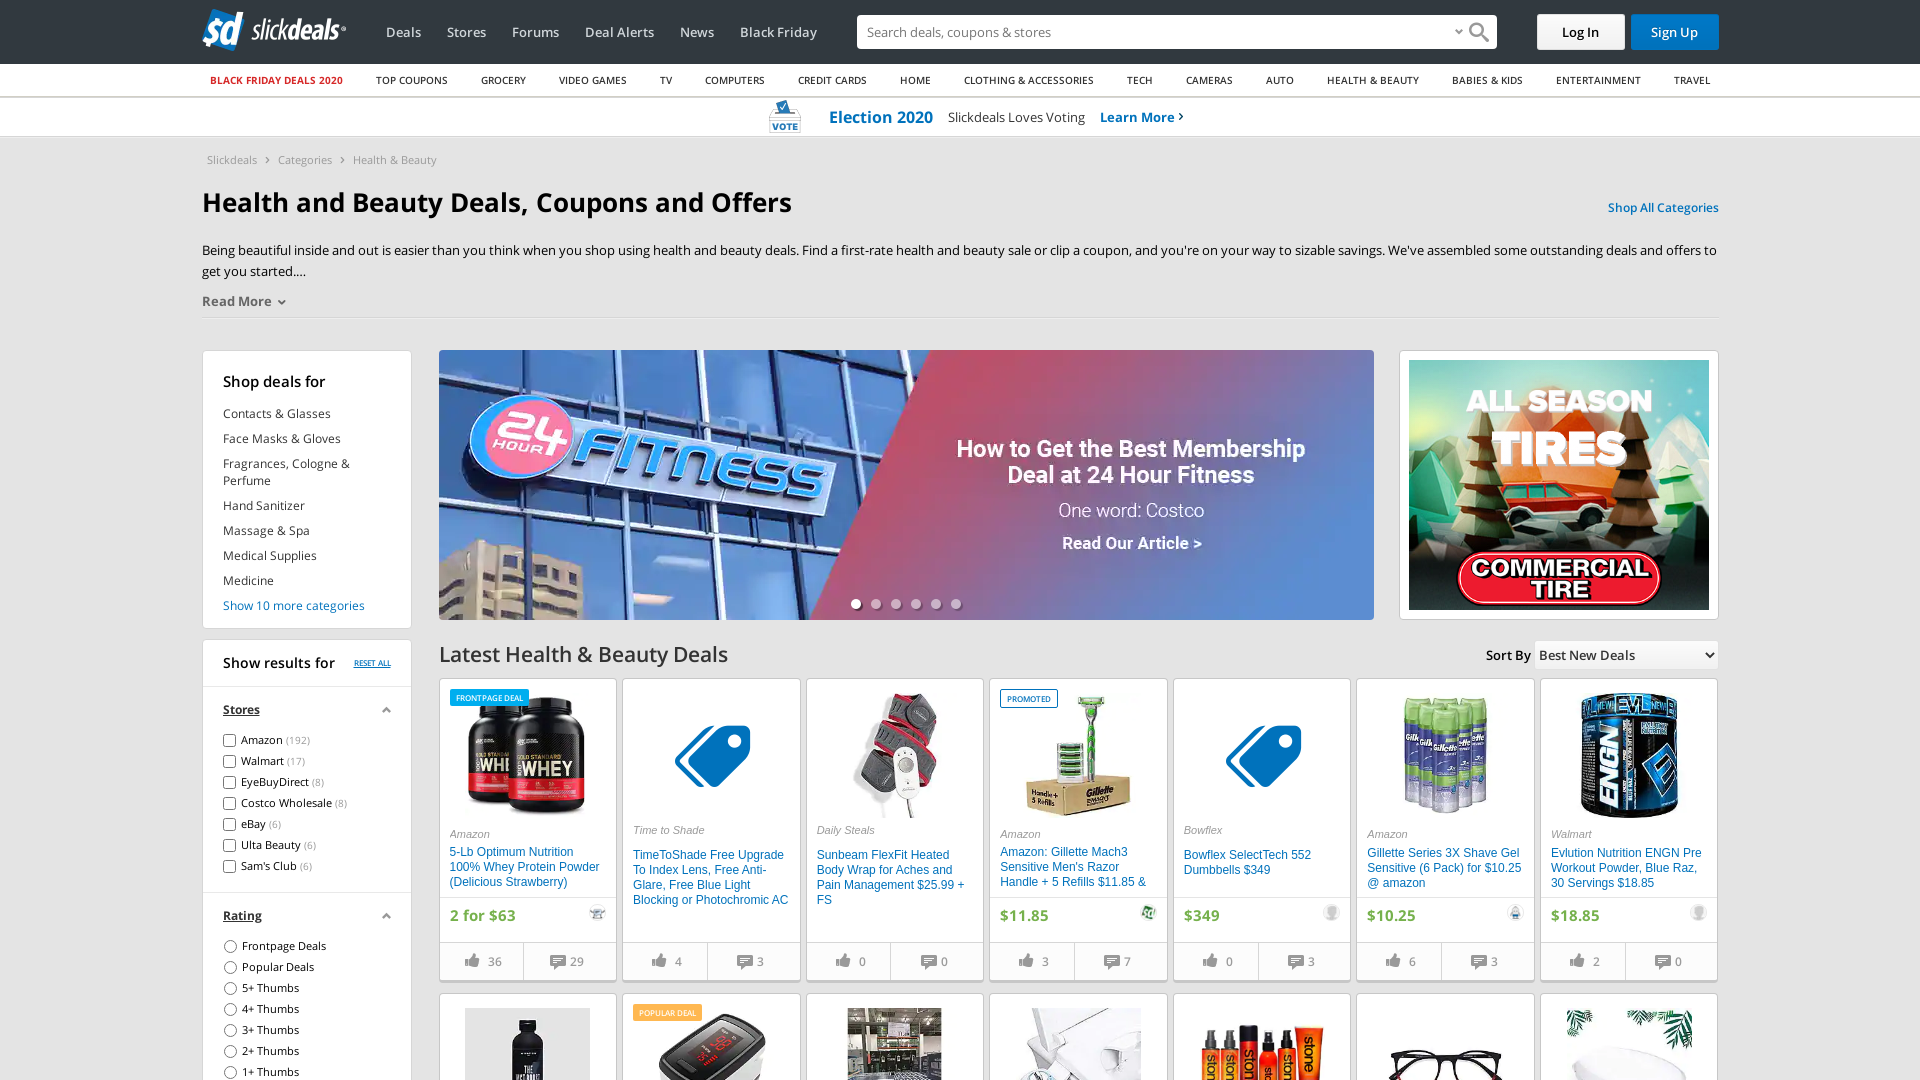 slickdeals
Deals
Stores
Forums
Deal Alerts
News
Black Friday
Search deals, coupons & stores
Log In
Sign Up
BLACK FRIDAY DEALS 2020
TOP COUPONS
GROCERY
VIDEO GAMES
TV
COMPUTERS
CREDIT CARDS
HOME
CLOTHING & ACCESSORIES
TECH
CAMERAS
AUTO
HEALTH & BEAUTY
BABIES & KIDS
ENTERTAINMENT
TRAVEL
VOTE
Election 2020
Slickdeals Loves Voting
Learn More
Slickdeals
Categories
Health & Beauty
Health and Beauty Deals, Coupons and Offers
Shop All Categories
Being beautiful inside and out is easier than you think when you shop using health and beauty deals. Find a first-rate health and beauty sale or clip a coupon, and you're on your way to sizable savings. We've assembled some outstanding deals and offers to
get you started....
Read More
Shop deals for
Contacts & Glasses
Face Masks & Gloves
Fragrances, Cologne &
Perfume
Hand Sanitizer
Massage & Spa
Medical Supplies
Medicine
Show 10 more categories
Show results for
RESET ALL
Stores
Amazon (192)
Walmart (17)
EyeBuyDirect (8)
Costco Wholesale (8)
eBay (6)
Ulta Beauty (6)
Sam's Club (6)
Rating
Frontpage Deals
Popular Deals
5+ Thumbs
4+ Thumbs
3+ Thumbs
2+ Thumbs
1+ Thumbs
24
HOUR
FITNESS
How to Get the Best Membership
Deal at 24 Hour Fitness
One word: Costco
Read Our Article >
ALL SEASON
TIRES
COMMERCIAL
TIRE
Latest Health & Beauty Deals
Sort By
Best New Deals
FRONTPAGE DEAL
GOLD STANDARD
WHEY
Amazon
5-Lb Optimum Nutrition
100% Whey Protein Powder
(Delicious Strawberry)
2 for $63
36
29
Time to Shade
TimeToShade Free Upgrade
To Index Lens, Free Anti-
Glare, Free Blue Light
Blocking or Photochromic AC
4
3
Daily Steals
Sunbeam FlexFit Heated
Body Wrap for Aches and
Pain Management $25.99 +
FS
0
0
PROMOTED
Handle +
5 Refills
Gillette
Amazon
Amazon: Gillette Mach3
Sensitive Men's Razor
Handle + 5 Refills $11.85 &
$11.85
3
7
Bowflex
Bowflex SelectTech 552
Dumbbells $349
$349
0
3
Gillette
Amazon
Gillette Series 3X Shave Gel
Sensitive (6 Pack) for $10.25
@ amazon
$10.25
6
3
EVL
NEW
ENGN
Walmart
Evlution Nutrition ENGN Pre
Workout Powder, Blue Raz,
30 Servings $18.85
$18.85
2
0
THE
POPULAR DEAL
stone